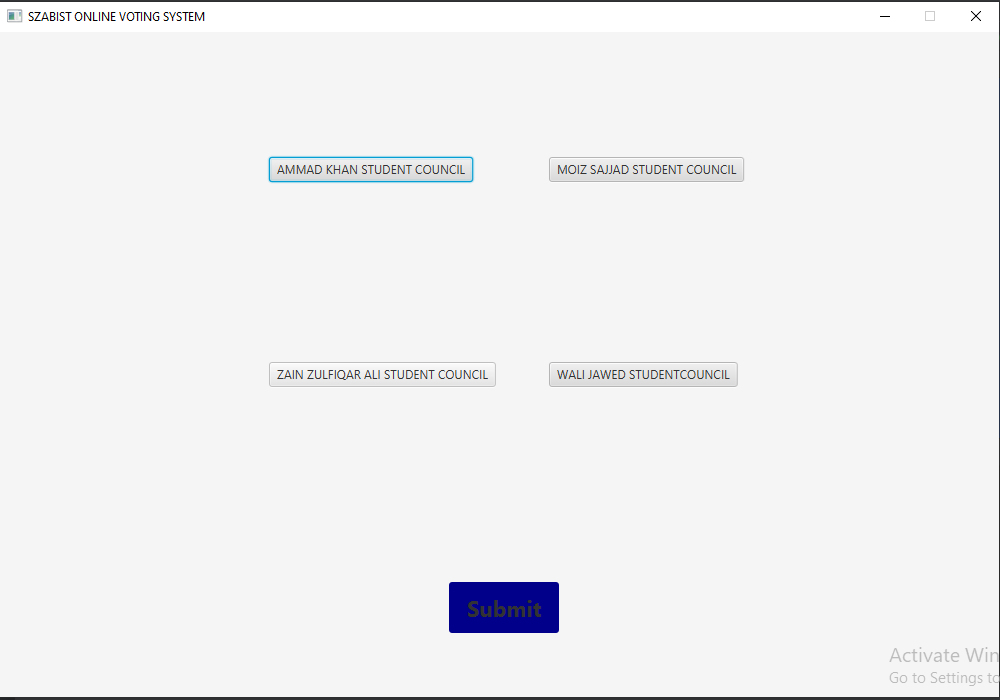 SZABIST ONLINE VOTING SYSTEM
AMMAD KHAN STUDENT COUNCIL
MOIZ SAJJAD STUDENT COUNCIL
ZAIN ZULFIQAR ALI STUDENT COUNCIL
WALI JAWED STUDENTCOUNCIL
Submit
Activate Win
Go to Settings to